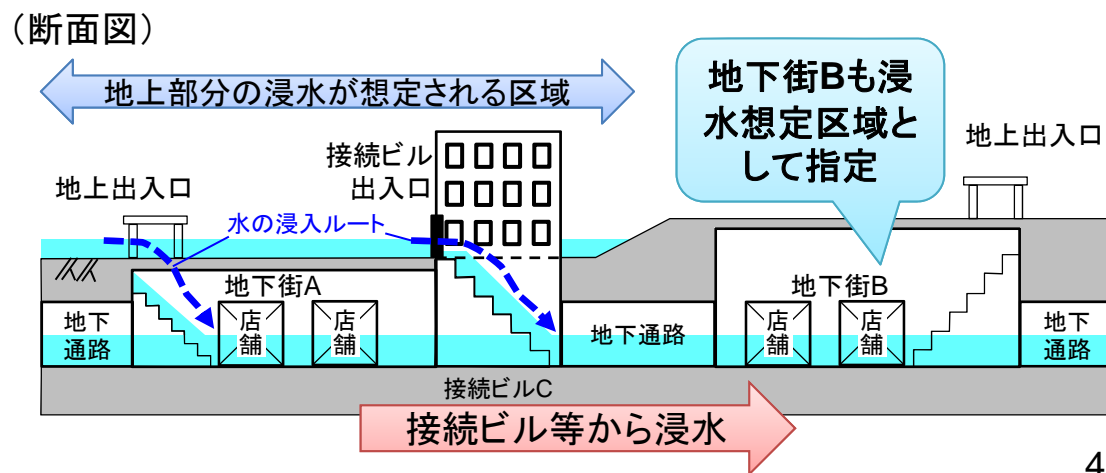 （断面図）
地上部分の浸水が想定される区域
地下街Bも浸
水想定区域と
して指定
接続ビル
出入口
地上出入口
地上出入口
水の浸入ルート
地下街A
地下街B
地下
通路
店
舗
店
舗
地下通路
店
舗
店
舗
地下
通路
接続ビルC
接続ビル等から浸水
4